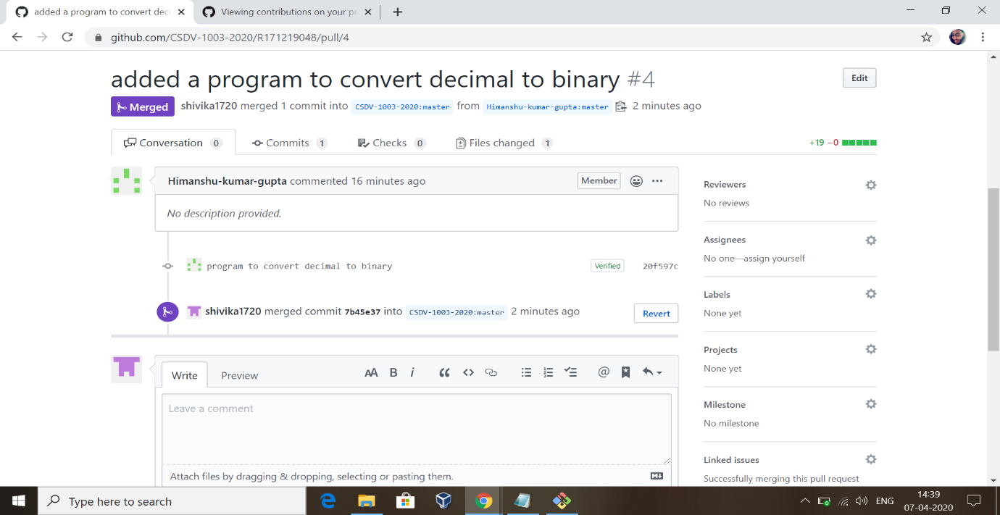 added a program to convert deci
Viewing contributions on your pr
github.com/CSDV-1003-2020/R171219048/pull/4
added a program to convert decimal to binary #4
Edit
Merged shivika1720 merged 1 commit into CSDV-1003-2020:master from Himanshu-kumar-gupta:master 2 minutes ago
Conversation 0 Commits 1 Checks 0 Files changed 1 +19 −0
Himanshu-kumar-gupta commented 16 minutes ago Member
No description provided.
program to convert decimal to binary Verified 20f597c
shivika1720 merged commit 7b45e37 into CSDV-1003-2020:master 2 minutes ago Revert
Write Preview AA B i @
Leave a comment
Attach files by dragging & dropping, selecting or pasting them.
Reviewers
No reviews
Assignees
No one—assign yourself
Labels
None yet
Projects
None yet
Milestone
No milestone
Linked issues
Successfully merging this pull request
Type here to search
ENG
14:39
07-04-2020